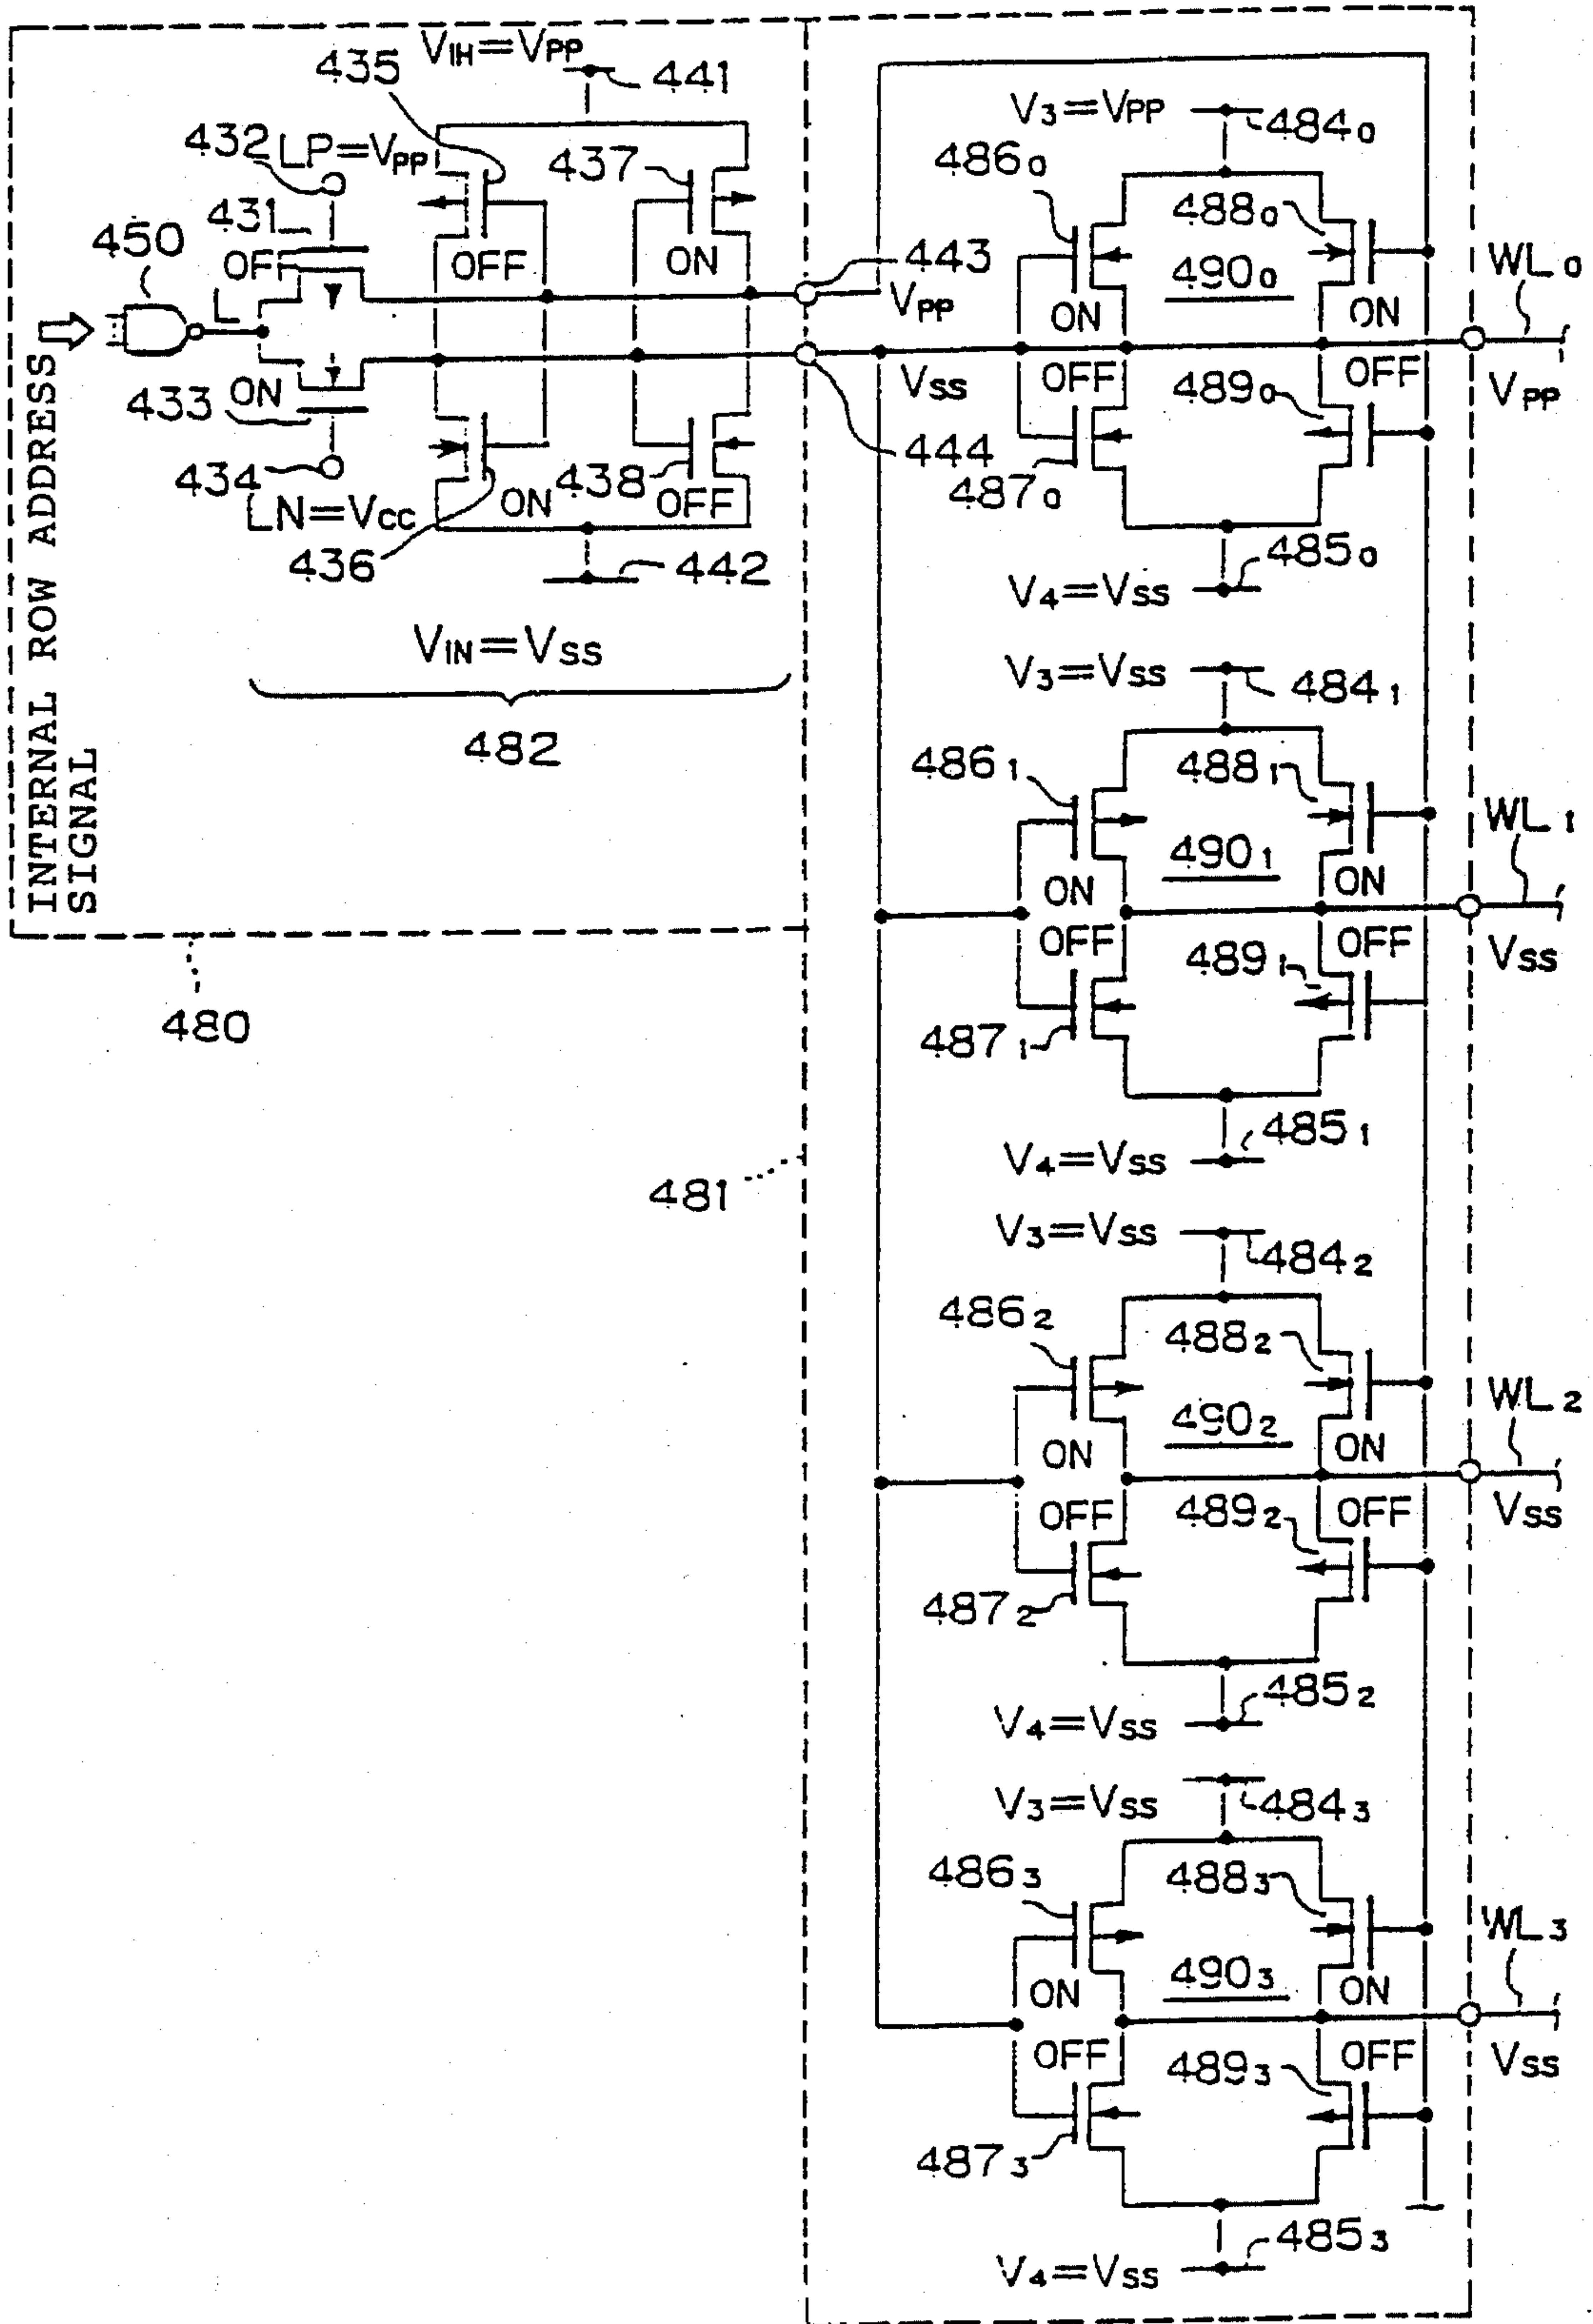 V_IH=V_PP
435
441
432
LP=V_PP
437
431
450
OFF
OFF
ON
443
L
V_PP
ON
V_SS
433
444
434
438
LN=V_CC
ON
OFF
436
442
V_IN=V_SS
482
INTERNAL ROW ADDRESS
SIGNAL
480
481
V_3=V_PP
484_0
486_0
488_0
490_0
WL_0
ON
ON
OFF
OFF
489_0
V_PP
487_0
485_0
V_4=V_SS
V_3=V_SS
484_1
486_1
488_1
490_1
WL_1
ON
ON
OFF
OFF
489_1
V_SS
487_1
485_1
V_4=V_SS
V_3=V_SS
484_2
486_2
488_2
490_2
WL_2
ON
ON
OFF
OFF
489_2
V_SS
487_2
485_2
V_4=V_SS
V_3=V_SS
484_3
486_3
488_3
490_3
WL_3
ON
ON
OFF
OFF
489_3
V_SS
487_3
485_3
V_4=V_SS